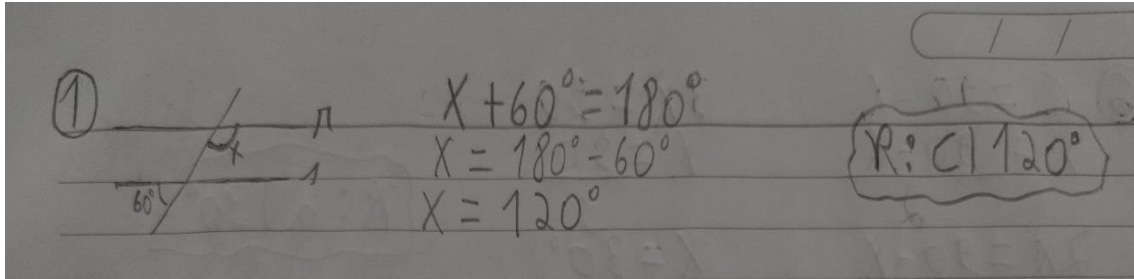 1
r
x
s
60°
X + 60° = 180°
X = 180° - 60°
X = 120°
R: C) 120°